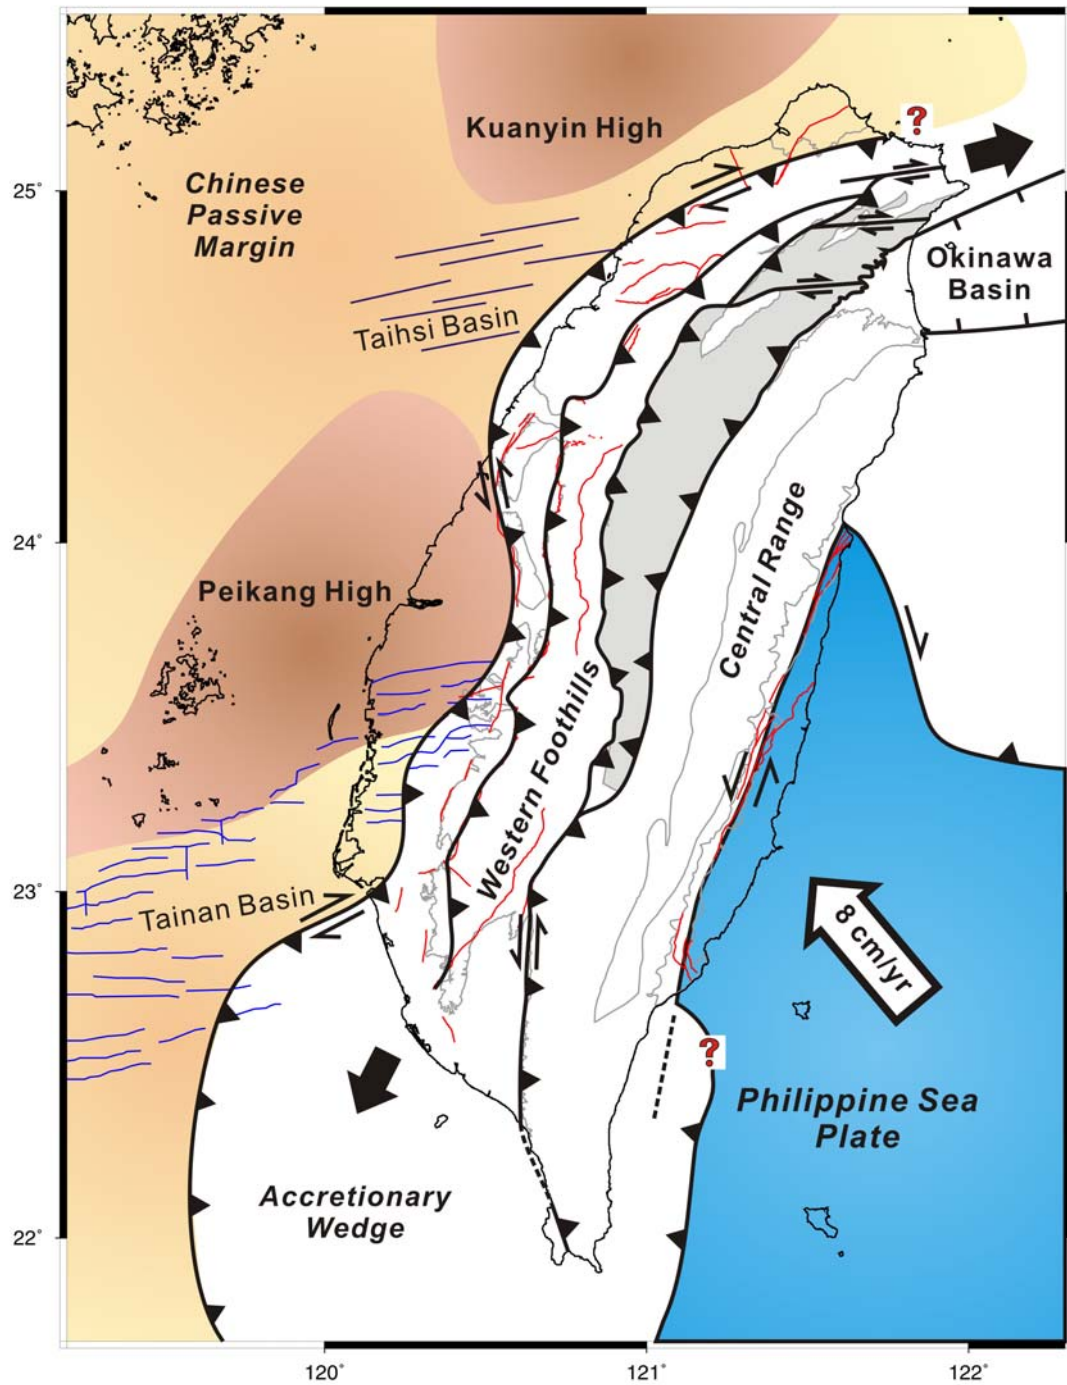 Kuanyin High
?
25°
Chinese
Passive
Margin
Okinawa
Basin
Taihsi Basin
24°
Central Range
Peikang High
Western Foothills
23°
Tainan Basin
8 cm/yr
?
Philippine Sea
Plate
Accretionary
Wedge
22°
120°
121°
122°